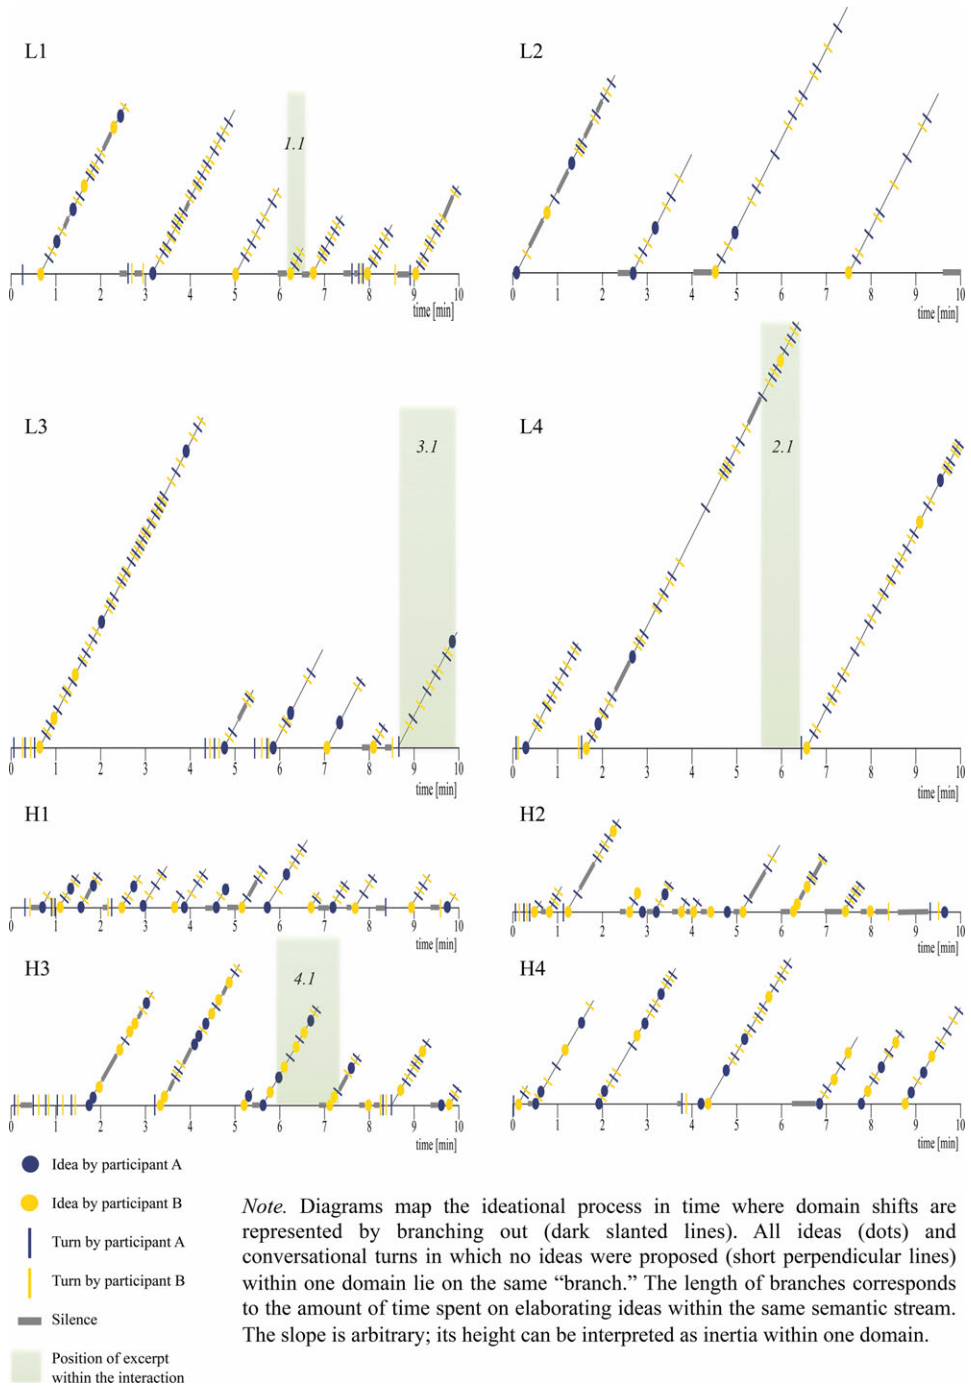 L1
1.1
0 1 2 3 4 5 6 7 8 9 10
time [min]
L2
0 1 2 3 4 5 6 7 8 9 10
time [min]
L3
3.1
0 1 2 3 4 5 6 7 8 9 10
time [min]
L4
2.1
0 1 2 3 4 5 6 7 8 9 10
time [min]
H1
0 1 2 3 4 5 6 7 8 9 10
time [min]
H2
0 1 2 3 4 5 6 7 8 9 10
time [min]
H3
4.1
0 1 2 3 4 5 6 7 8 9 10
time [min]
H4
0 1 2 3 4 5 6 7 8 9 10
time [min]
Idea by participant A
Idea by participant B
Turn by participant A
Turn by participant B
Silence
Position of excerpt
within the interaction
Note. Diagrams map the ideational process in time where domain shifts are
represented by branching out (dark slanted lines). All ideas (dots) and
conversational turns in which no ideas were proposed (short perpendicular lines)
within one domain lie on the same “branch.” The length of branches corresponds
to the amount of time spent on elaborating ideas within the same semantic stream.
The slope is arbitrary; its height can be interpreted as inertia within one domain.